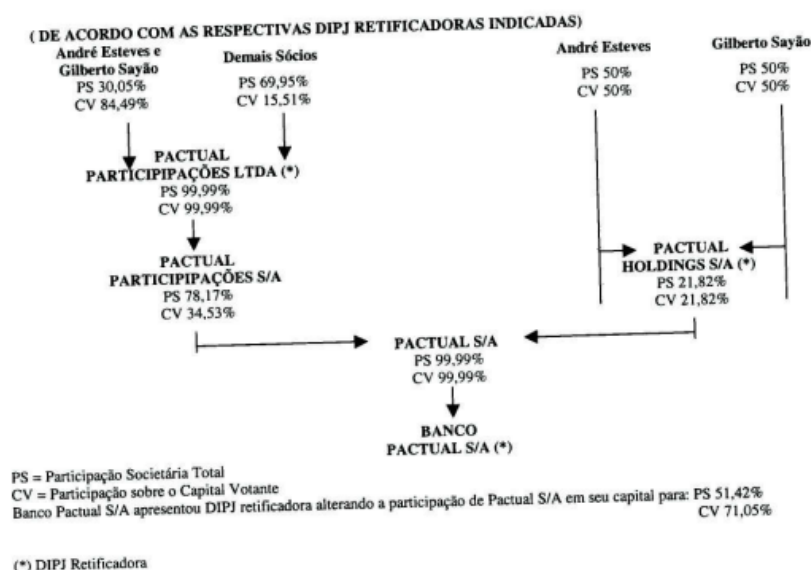 ( DE ACORDO COM AS RESPECTIVAS DIPJ RETIFICADORAS INDICADAS)
André Esteves e
Gilberto Sayão
PS 30,05%
CV 84,49%
Demais Sócios
PS 69,95%
CV 15,51%
André Esteves
PS 50%
CV 50%
Gilberto Sayão
PS 50%
CV 50%
PACTUAL
PARTICIPIPAÇÕES LTDA (*)
PS 99,99%
CV 99,99%
PACTUAL
PARTICIPIPAÇÕES S/A
PS 78,17%
CV 34,53%
PACTUAL
HOLDINGS S/A (*)
PS 21,82%
CV 21,82%
PACTUAL S/A
PS 99,99%
CV 99,99%
BANCO
PACTUAL S/A (*)
PS = Participação Societária Total
CV = Participação sobre o Capital Votante
Banco Pactual S/A apresentou DIPJ retificadora alterando a participação de Pactual S/A em seu capital para: PS 51,42%
CV 71,05%
(*) DIPJ Retificadora